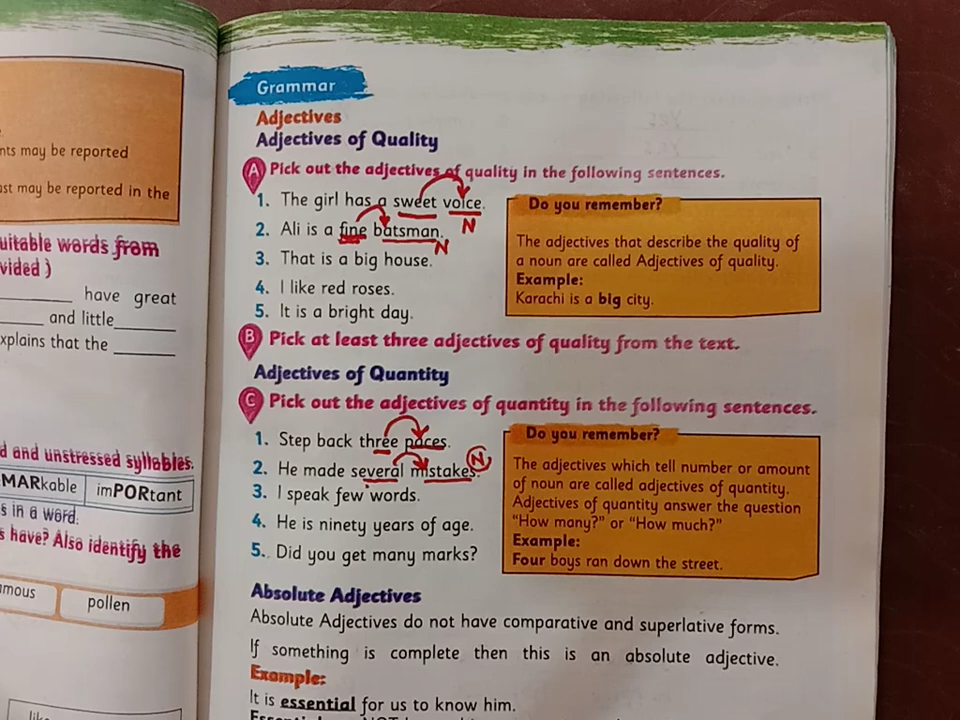 nts may be reported
ast may be reported in the
uitable words from
vided )
have great
and little
xplains that the
d and unstressed syllables.
MARkable imPORtant
s in a word.
s have? Also identify the
amous pollen
like
Grammar
Adjectives
Adjectives of Quality
A Pick out the adjectives of quality in the following sentences.
1. The girl has a sweet voice.
N
2. Ali is a fine batsman.
N
3. That is a big house.
4. I like red roses.
5. It is a bright day.
Do you remember?
The adjectives that describe the quality of
a noun are called Adjectives of quality.
Example:
Karachi is a big city.
B Pick at least three adjectives of quality from the text.
Adjectives of Quantity
C Pick out the adjectives of quantity in the following sentences.
1. Step back three paces.
2. He made several mistakes.
N
3. I speak few words.
4. He is ninety years of age.
5. Did you get many marks?
Do you remember?
The adjectives which tell number or amount
of noun are called adjectives of quantity.
Adjectives of quantity answer the question
"How many?" or "How much?"
Example:
Four boys ran down the street.
Absolute Adjectives
Absolute Adjectives do not have comparative and superlative forms.
If something is complete then this is an absolute adjective.
Example:
It is essential for us to know him.